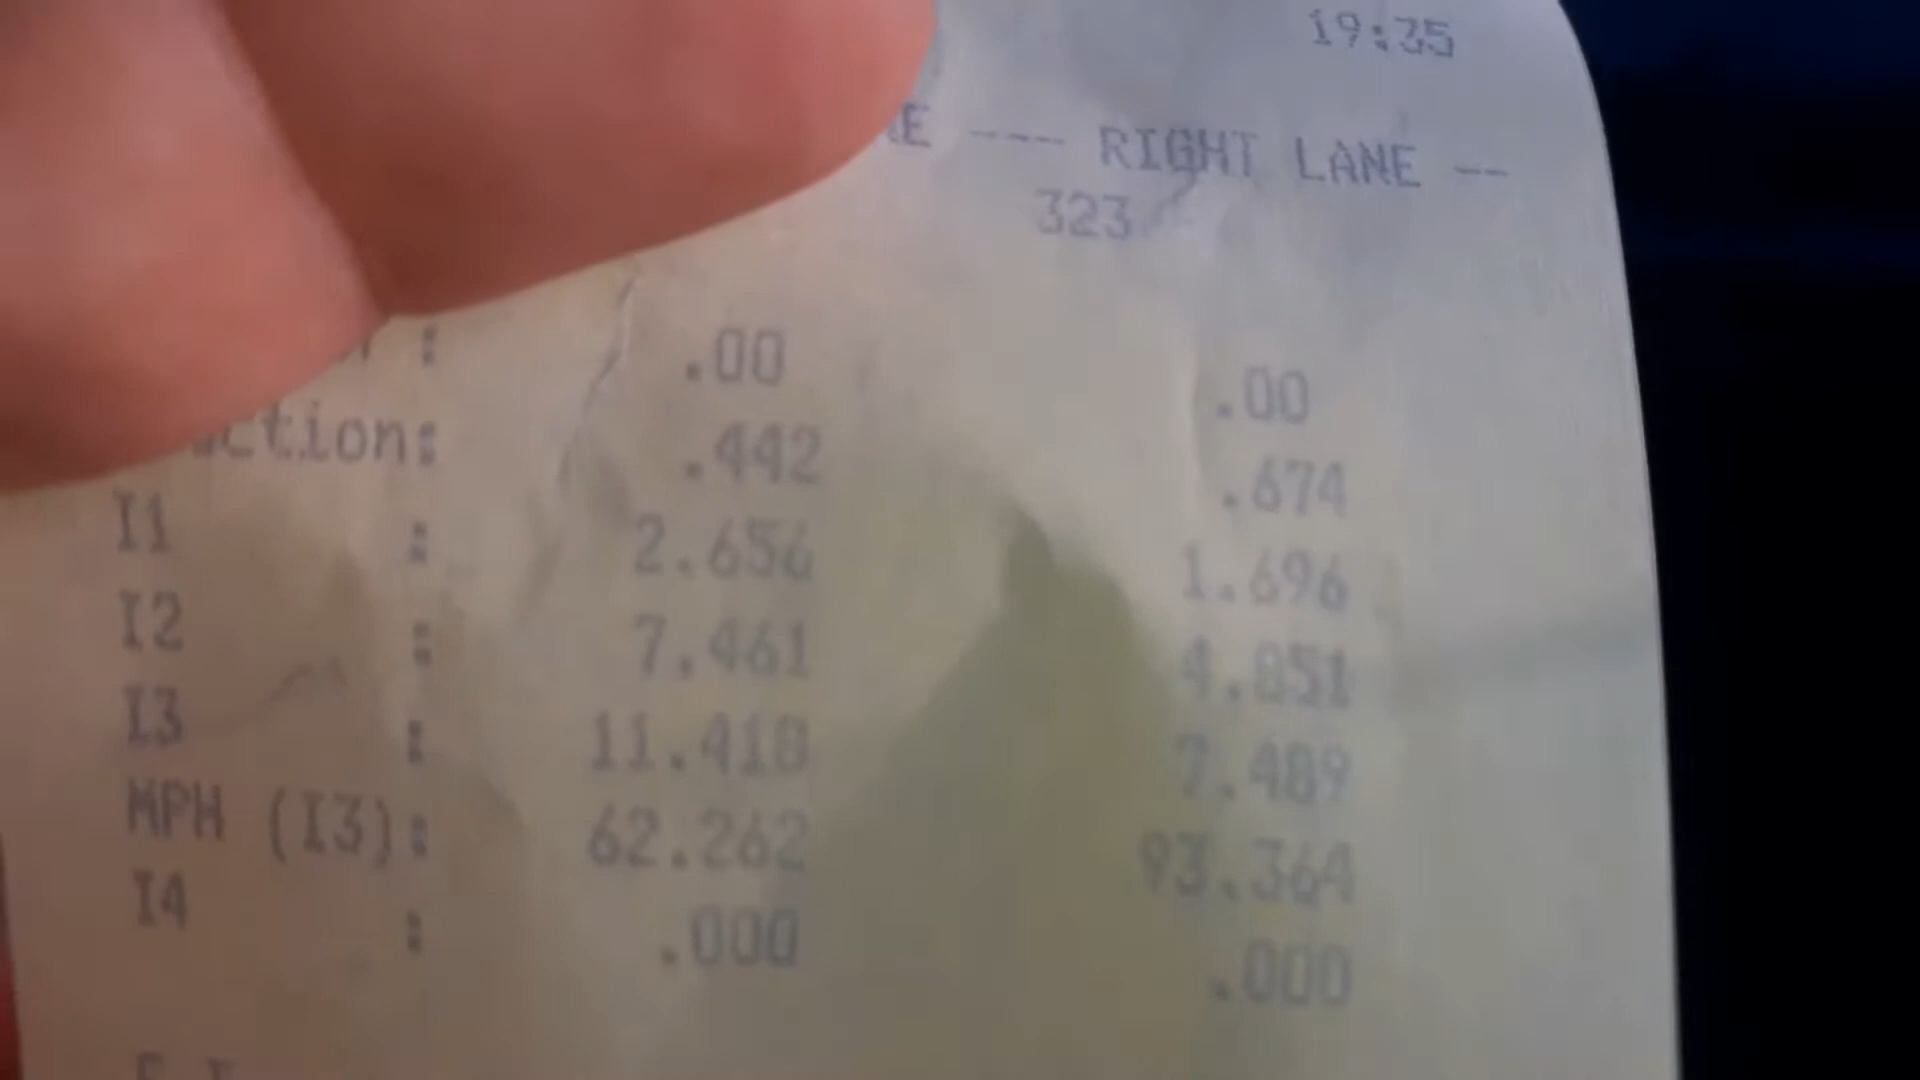 19:35
--- RIGHT LANE --
323
: .00 .00
ction: .442 .674
I1 : 2.656 1.696
I2 : 7.461 4.851
I3 : 11.418 7.489
MPH (I3): 62.262 93.364
I4 : .000 .000